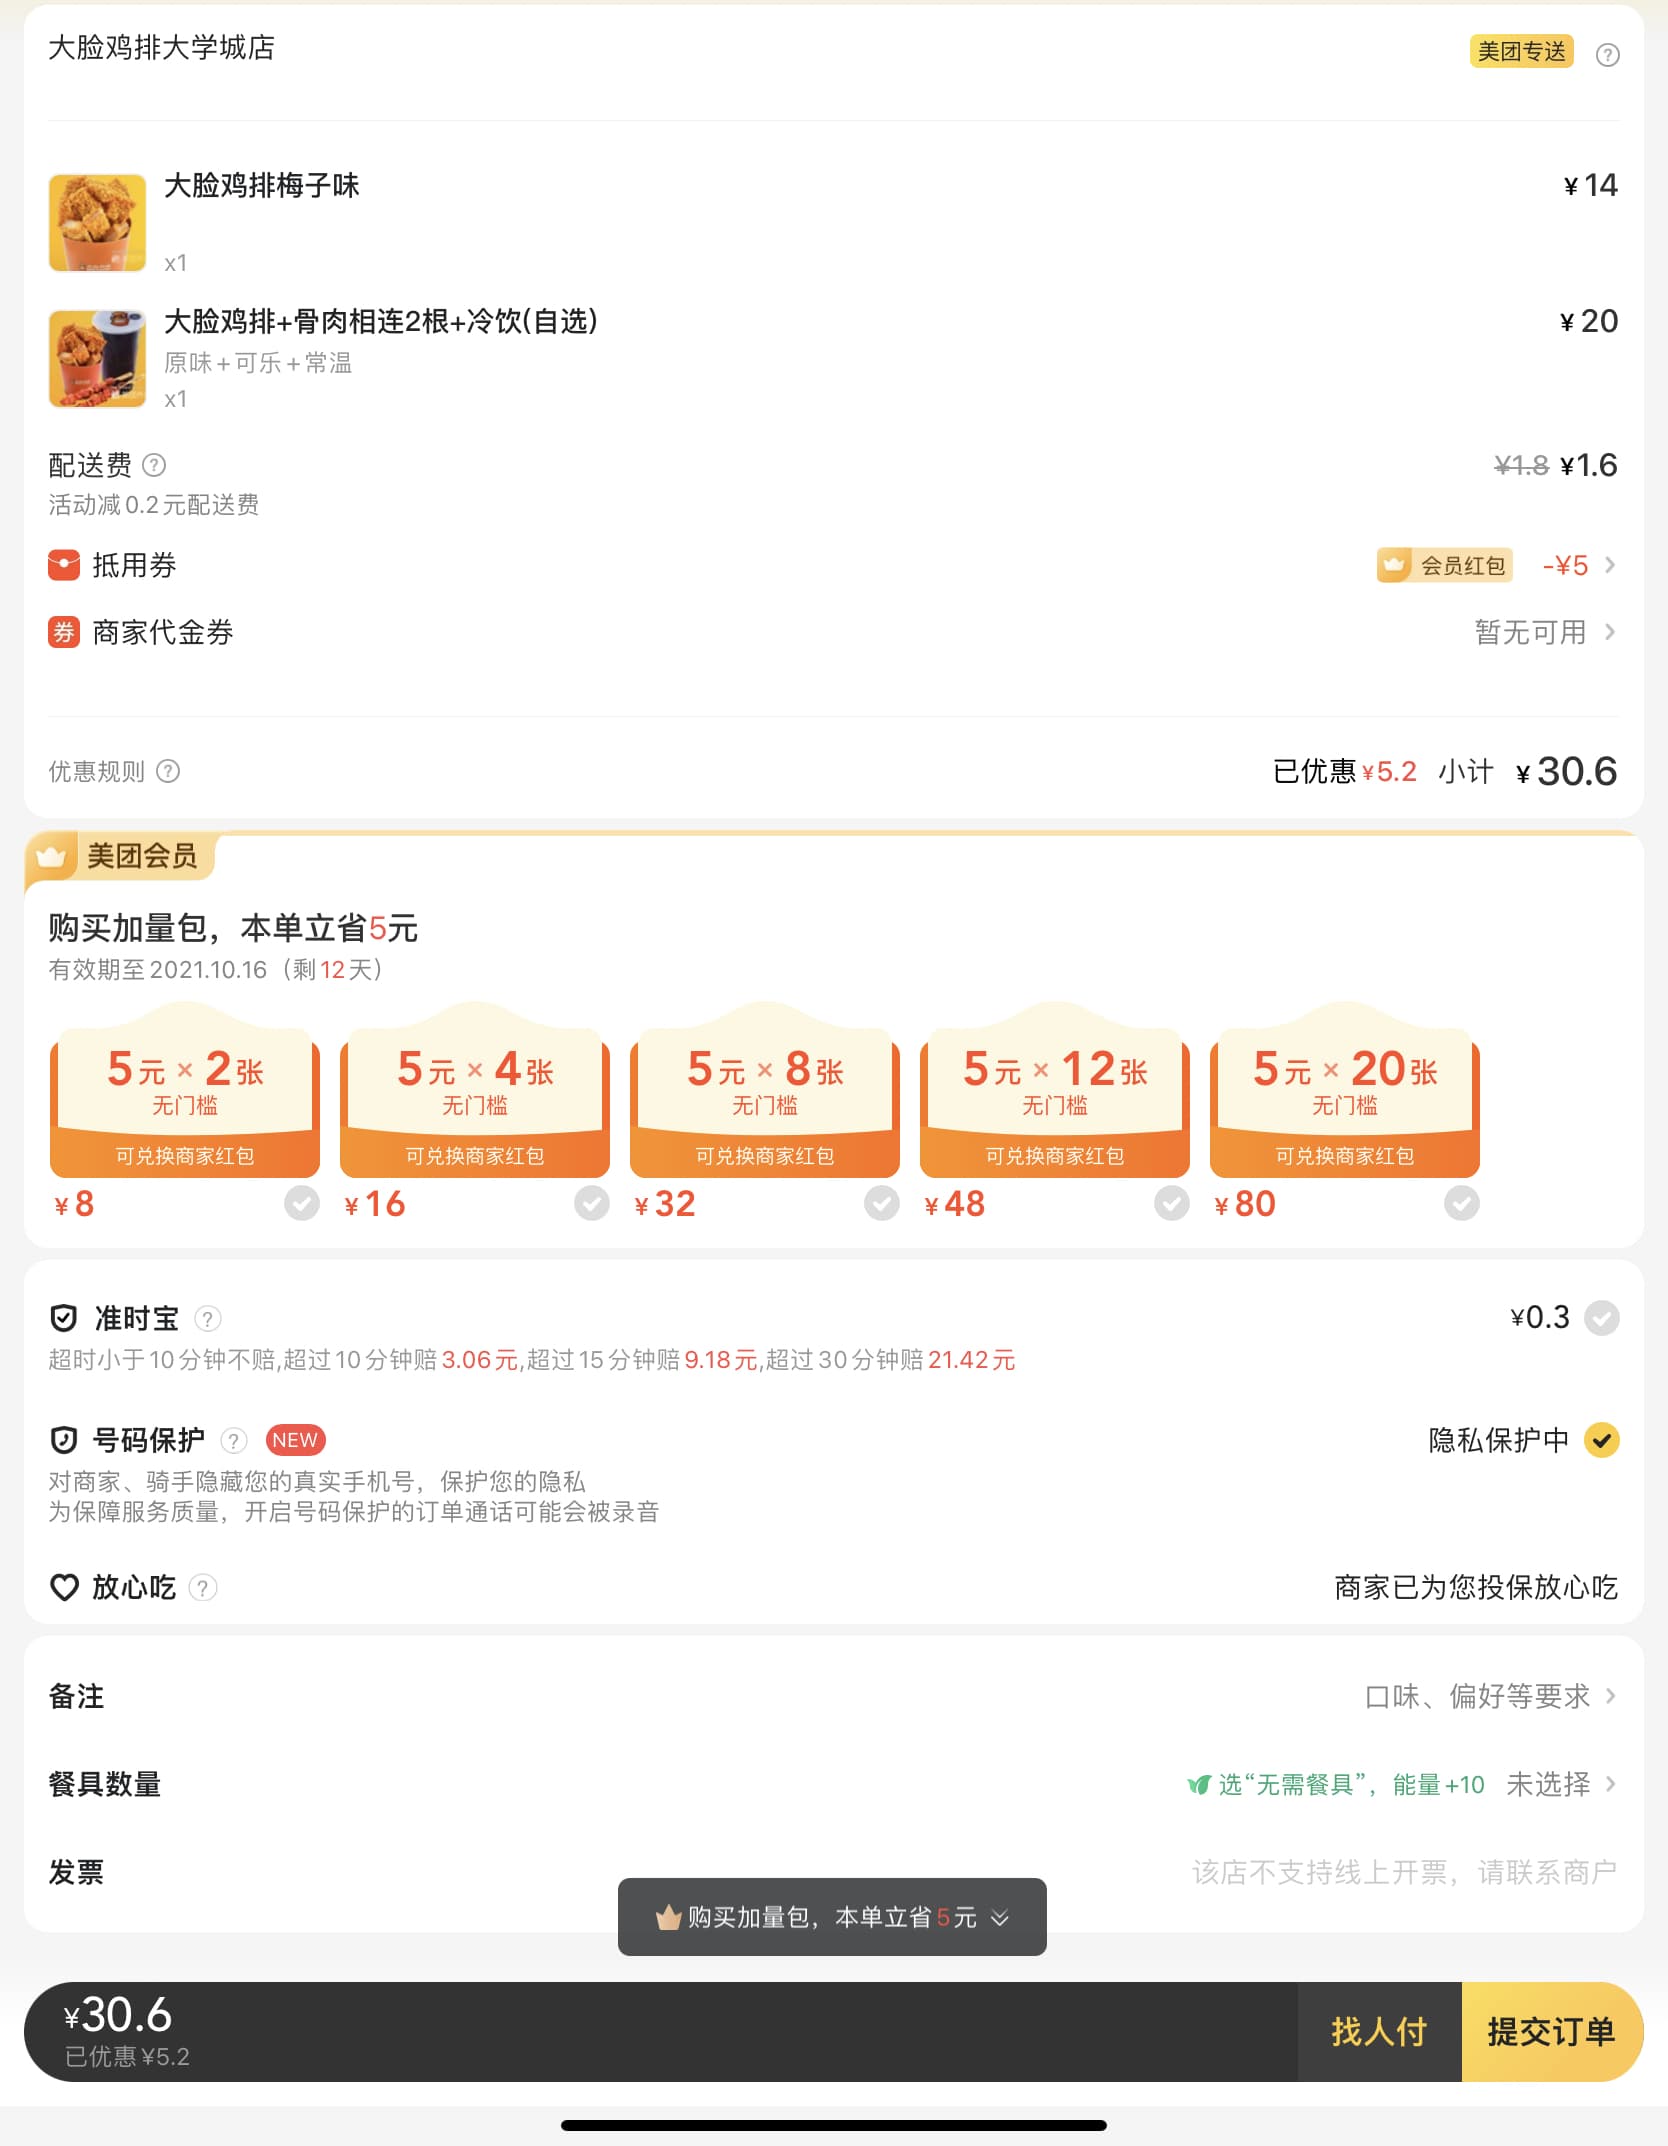 大脸鸡排大学城店
美团专送
大脸鸡排梅子味
¥14
x1
大脸鸡排+骨肉相连2根+冷饮(自选)
¥20
原味+可乐+常温
x1
配送费
¥1.8 ¥1.6
活动减0.2元配送费
抵用券
会员红包 -¥5
券 商家代金券
暂无可用
优惠规则
已优惠¥5.2 小计 ¥30.6
美团会员
购买加量包，本单立省5元
有效期至2021.10.16（剩12天）
5元×2张
无门槛
可兑换商家红包
¥8
5元×4张
无门槛
可兑换商家红包
¥16
5元×8张
无门槛
可兑换商家红包
¥32
5元×12张
无门槛
可兑换商家红包
¥48
5元×20张
无门槛
可兑换商家红包
¥80
准时宝
¥0.3
超时小于10分钟不赔,超过10分钟赔3.06元,超过15分钟赔9.18元,超过30分钟赔21.42元
号码保护 NEW
隐私保护中
对商家、骑手隐藏您的真实手机号，保护您的隐私
为保障服务质量，开启号码保护的订单通话可能会被录音
放心吃
商家已为您投保放心吃
备注
口味、偏好等要求
餐具数量
选“无需餐具”，能量+10 未选择
发票
该店不支持线上开票，请联系商户
购买加量包，本单立省5元
¥30.6
已优惠¥5.2
找人付
提交订单